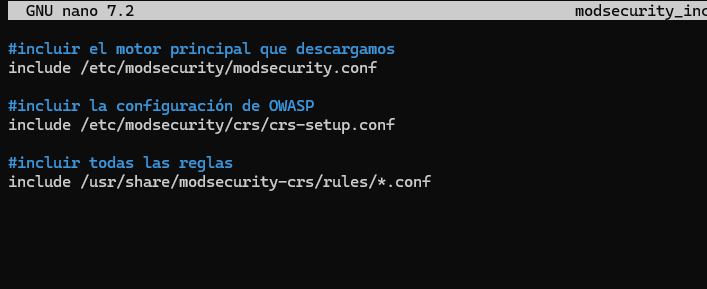 GNU nano 7.2 modsecurity_inc
#incluir el motor principal que descargamos
include /etc/modsecurity/modsecurity.conf
#incluir la configuración de OWASP
include /etc/modsecurity/crs/crs-setup.conf
#incluir todas las reglas
include /usr/share/modsecurity-crs/rules/*.conf